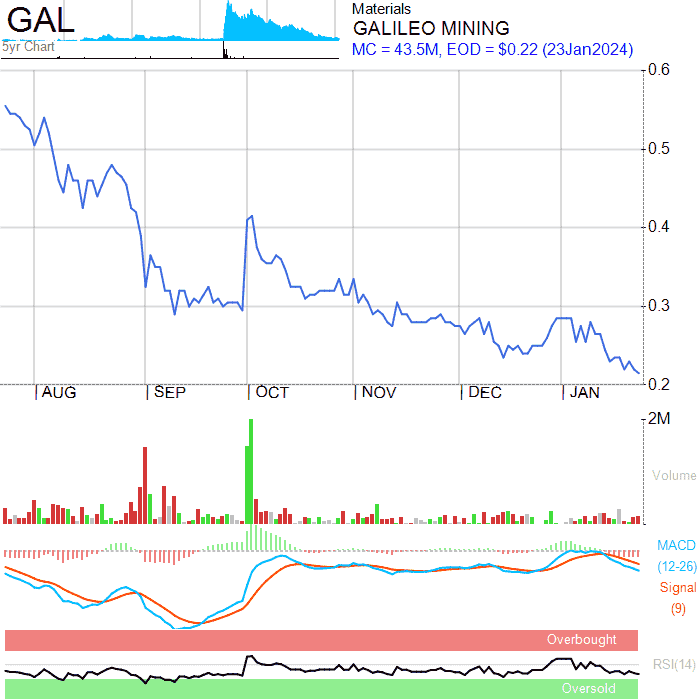 GAL
5yr Chart
Materials
GALILEO MINING
MC = 43.5M, EOD = $0.22 (23Jan2024)
0.6
0.5
0.4
0.3
0.2
AUG
SEP
OCT
NOV
DEC
JAN
2M
Volume
MACD
(12-26)
Signal
(9)
Overbought
RSI(14)
Oversold